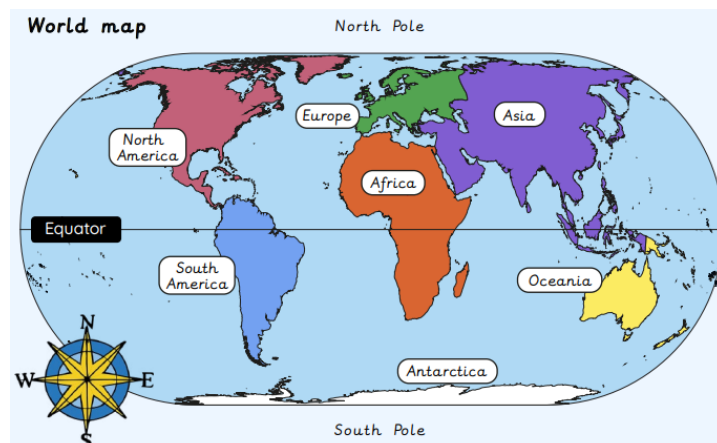 World map
North Pole
Europe
Asia
North
America
Africa
Equator
South
America
Oceania
N
W
E
S
Antarctica
South Pole